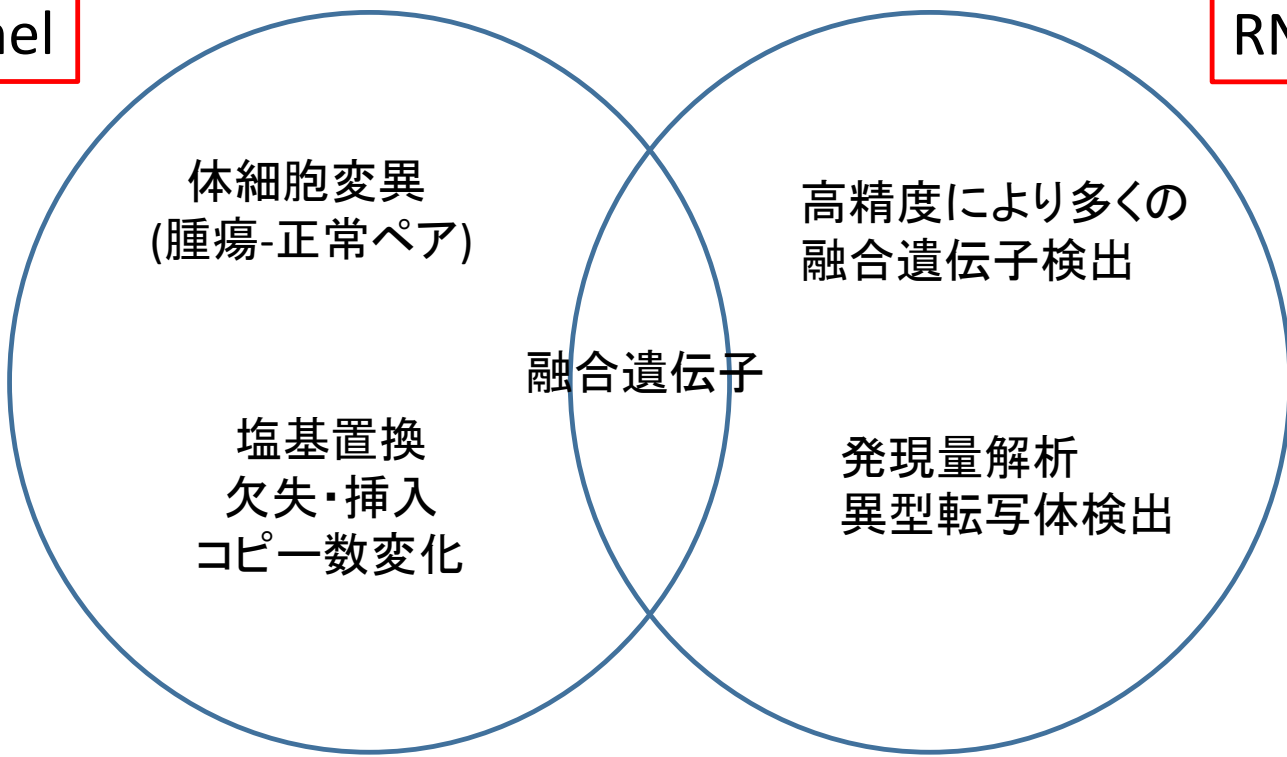 体細胞変異
(腫瘍-正常ペア)
塩基置換
欠失・挿入
コピー数変化
融合遺伝子
高精度により多くの
融合遺伝子検出
発現量解析
異型転写体検出